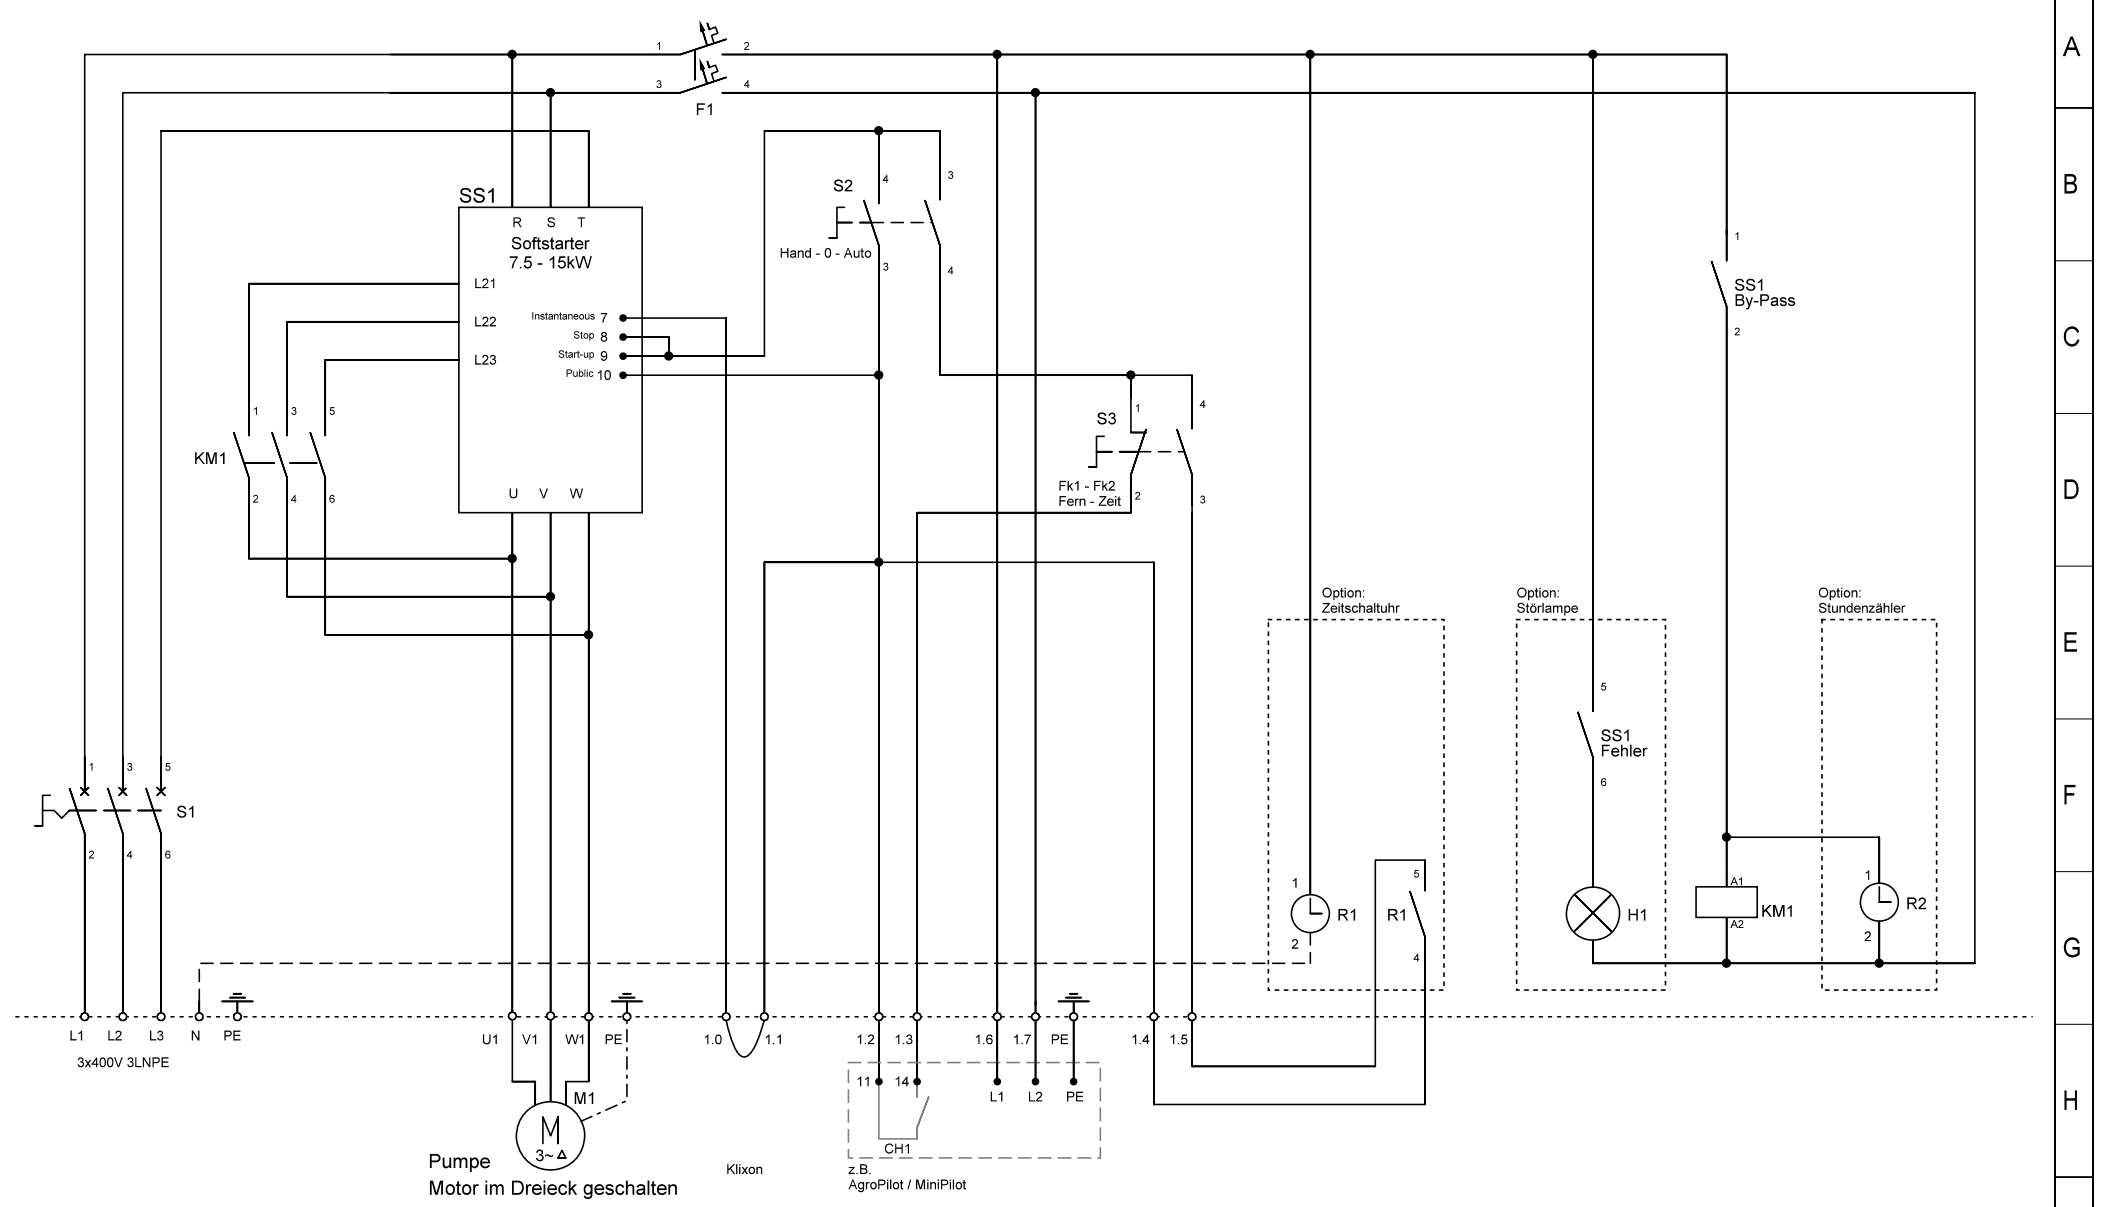 1 2 A
3 4
F1
SS1
R S T
Softstarter
7.5 - 15kW
S2 4 3 B
Hand - 0 - Auto
3 4
1
SS1
By-Pass
2
L21
L22
L23
Instantaneous 7
Stop 8
Start-up 9
Public 10
C
1 3 5
KM1
2 4 6
U V W
S3 1 4
Fk1 - Fk2
Fern - Zeit
2 3
D
Option:
Zeitschaltuhr
Option:
Störlampe
Option:
Stundenzähler
E
5
SS1
Fehler
6
1 3 5
S1
2 4 6
F
1
R1
2
5
R1
4
H1
A1
KM1
A2
1
R2
2
G
L1 L2 L3 N PE U1 V1 W1 PE 1.0 1.1 1.2 1.3 1.6 1.7 PE 1.4 1.5
3x400V 3LNPE
11 14 L1 L2 PE
M1
M
3~ Δ
CH1
H
Pumpe
Motor im Dreieck geschalten
Klixon
z.B.
AgroPilot / MiniPilot